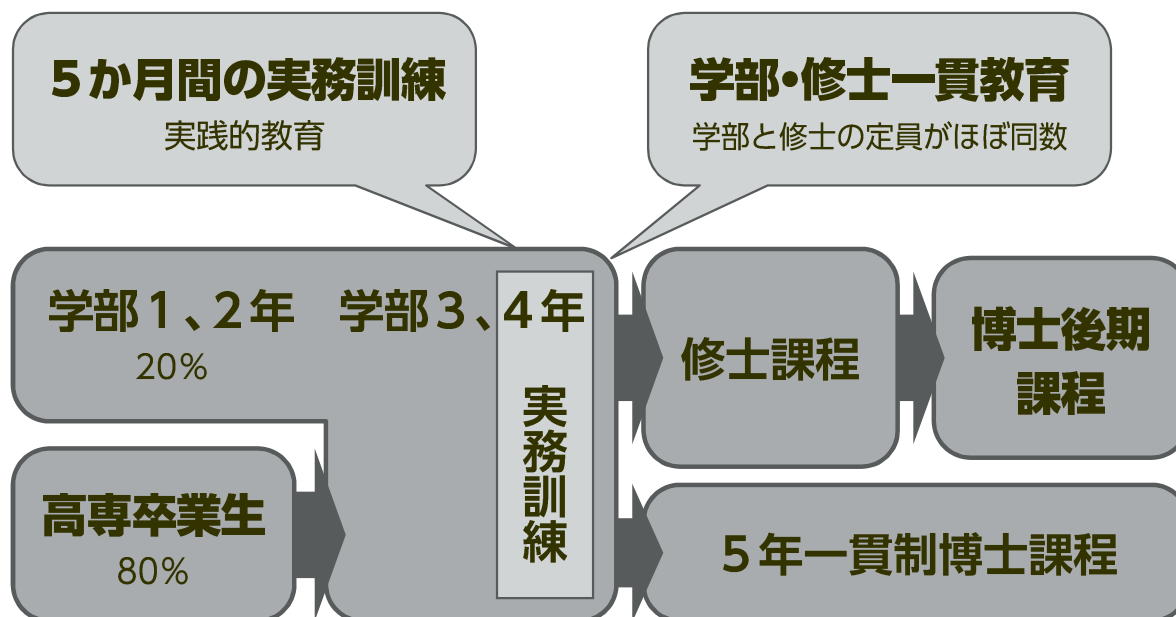 5か月間の実務訓練
実践的教育
学部・修士一貫教育
学部と修士の定員がほぼ同数
学部1、2年
20%
学部3、4年
実務訓練
高専卒業生
80%
修士課程
博士後期
課程
5年一貫制博士課程